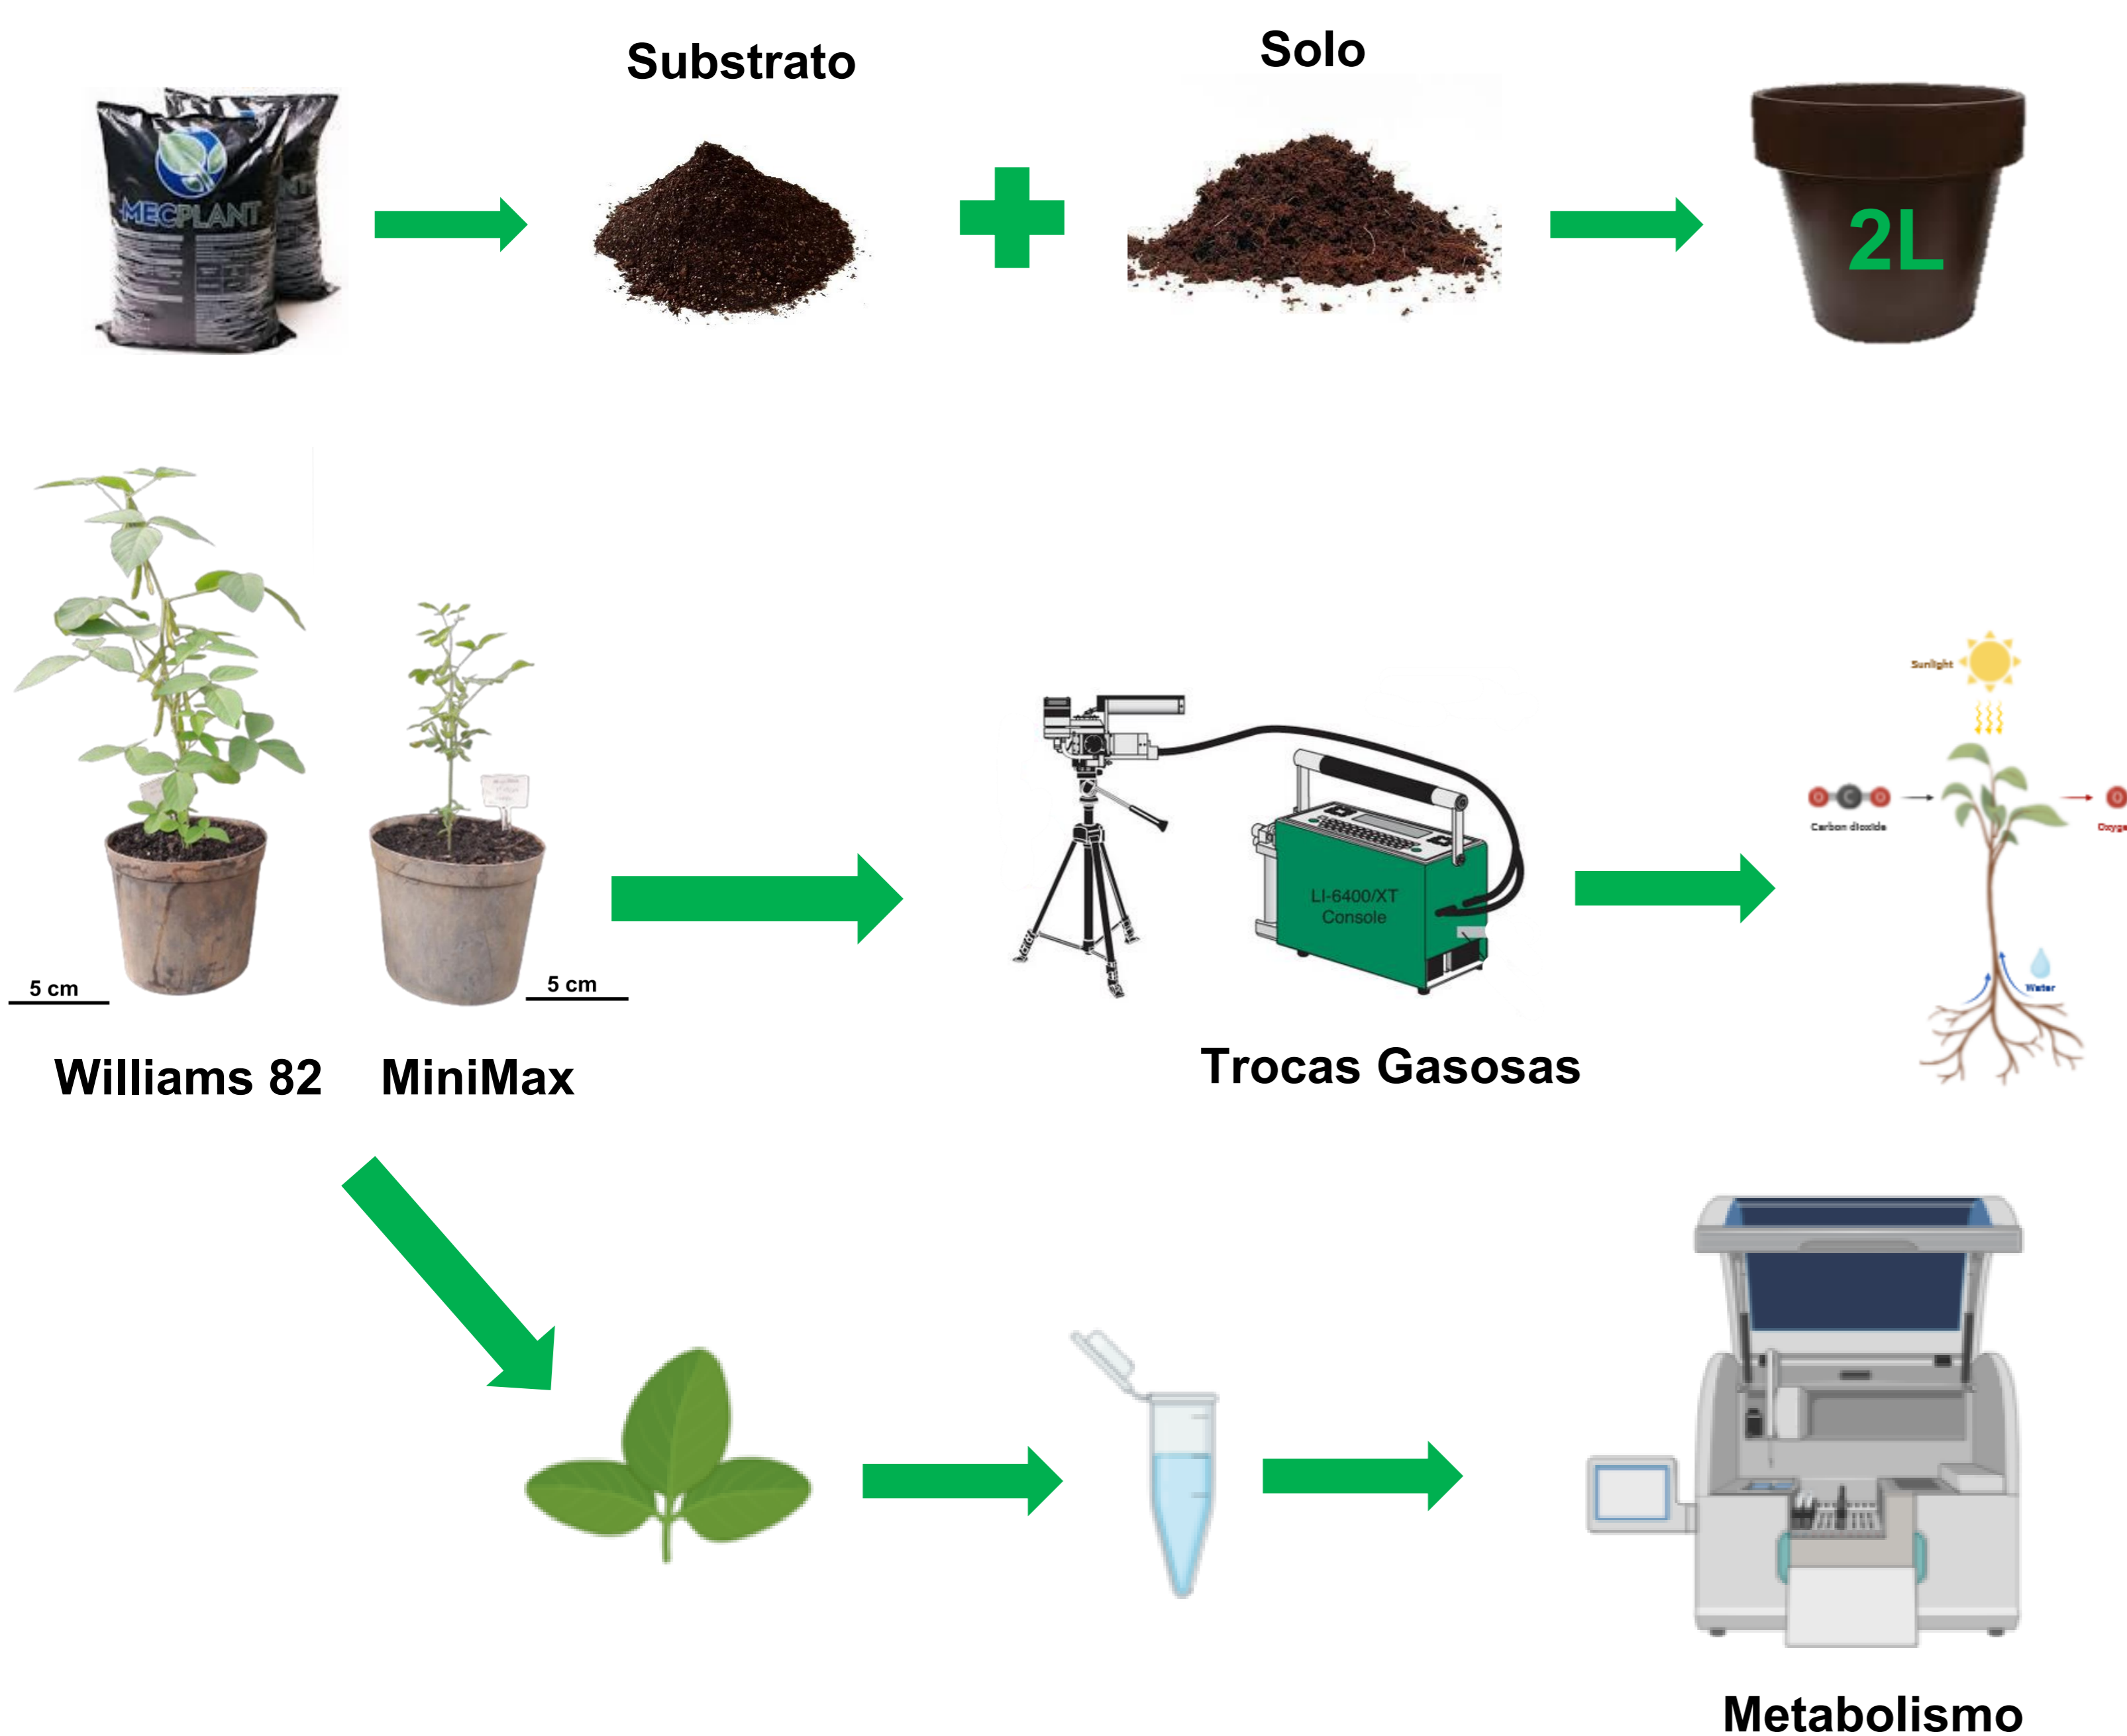 Substrato
Solo
MECPLANT
2L
Sunlight
Carbon dioxide
Oxyge
Water
LI-6400/XT
Console
5 cm
5 cm
Williams 82
MiniMax
Trocas Gasosas
Metabolismo